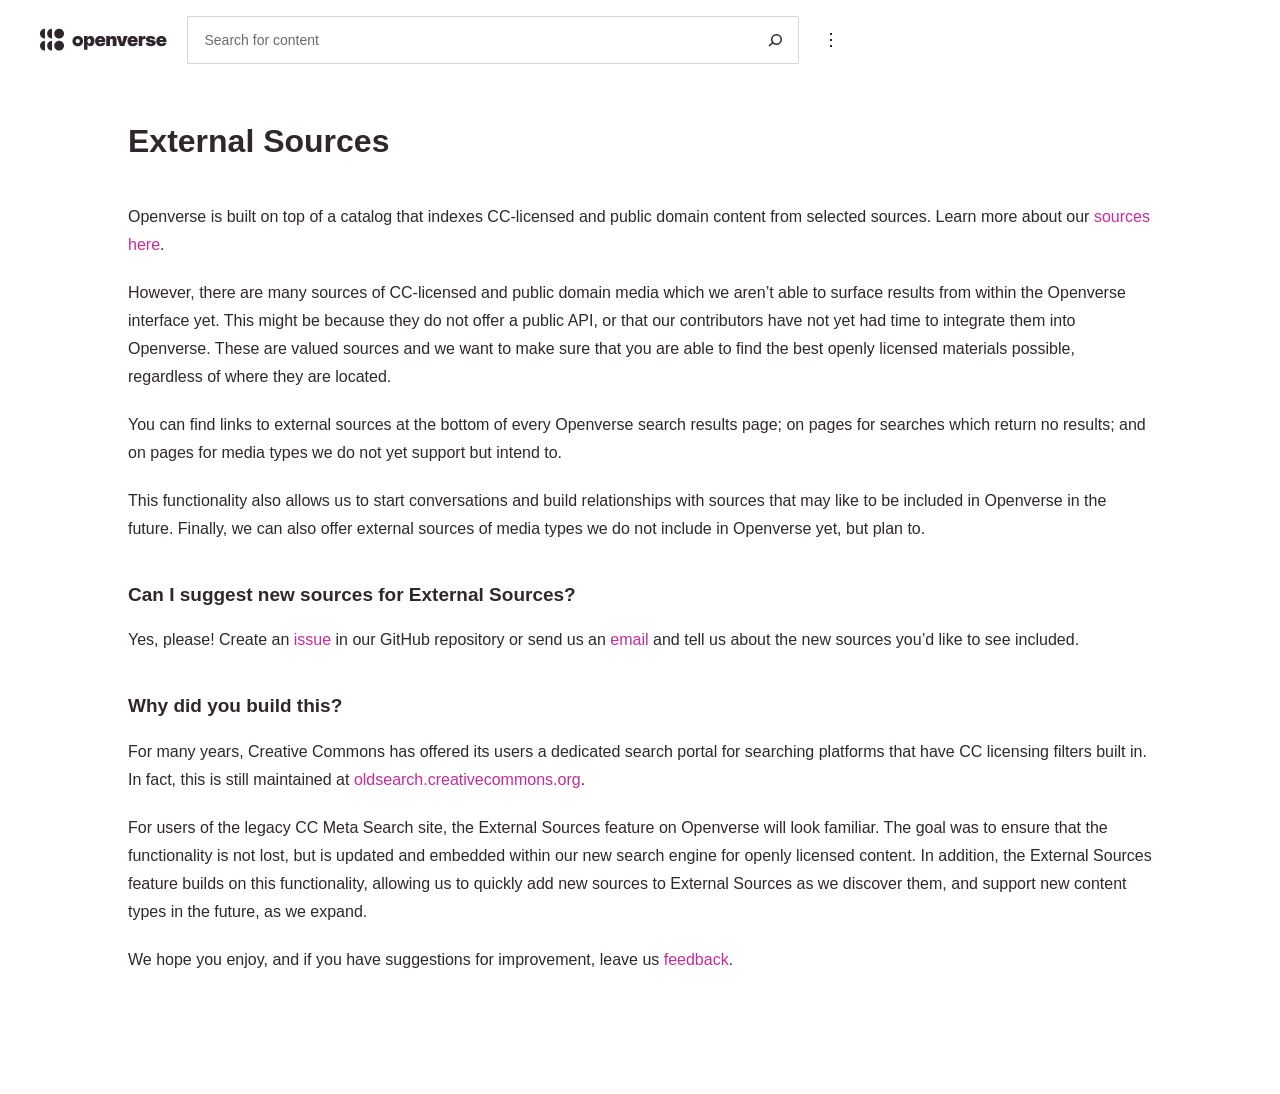 openverse
Search for content
External Sources
Openverse is built on top of a catalog that indexes CC-licensed and public domain content from selected sources. Learn more about our sources
here.
However, there are many sources of CC-licensed and public domain media which we aren’t able to surface results from within the Openverse
interface yet. This might be because they do not offer a public API, or that our contributors have not yet had time to integrate them into
Openverse. These are valued sources and we want to make sure that you are able to find the best openly licensed materials possible,
regardless of where they are located.
You can find links to external sources at the bottom of every Openverse search results page; on pages for searches which return no results; and
on pages for media types we do not yet support but intend to.
This functionality also allows us to start conversations and build relationships with sources that may like to be included in Openverse in the
future. Finally, we can also offer external sources of media types we do not include in Openverse yet, but plan to.
Can I suggest new sources for External Sources?
Yes, please! Create an issue in our GitHub repository or send us an email and tell us about the new sources you’d like to see included.
Why did you build this?
For many years, Creative Commons has offered its users a dedicated search portal for searching platforms that have CC licensing filters built in.
In fact, this is still maintained at oldsearch.creativecommons.org.
For users of the legacy CC Meta Search site, the External Sources feature on Openverse will look familiar. The goal was to ensure that the
functionality is not lost, but is updated and embedded within our new search engine for openly licensed content. In addition, the External Sources
feature builds on this functionality, allowing us to quickly add new sources to External Sources as we discover them, and support new content
types in the future, as we expand.
We hope you enjoy, and if you have suggestions for improvement, leave us feedback.